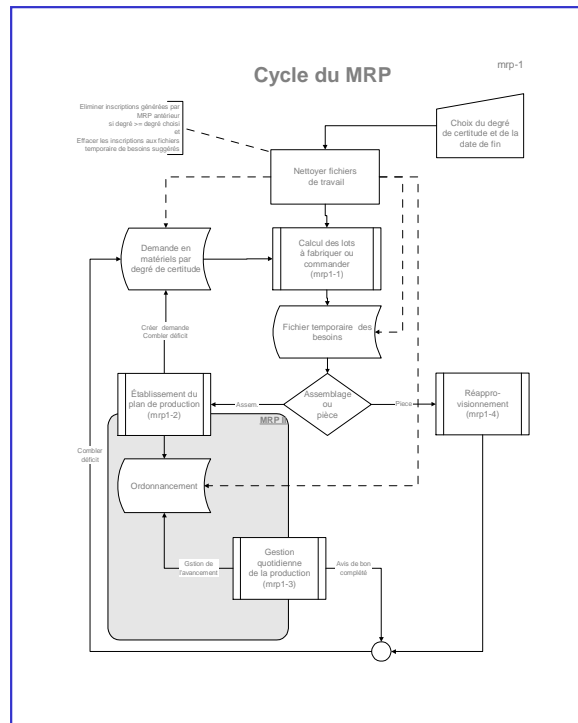 mrp-1
Cycle du MRP
Eliminer inscriptions générées par
MRP antérieur
si degré >= degré choisi
et
Effacer les inscriptions aux fichiers
temporaire de besoins suggérés
Choix du degré
de certitude et de la
date de fin
Nettoyer fichiers
de travail
Demande en
matériels par
degré de certitude
Calcul des lots
à fabriquer ou
commander
(mrp1-1)
Créer demande
Combler déficit
Fichier temporaire des
besoins
Établissement du
plan de production
(mrp1-2)
Assem.
Assemblage
ou
pièce
Piece
Réappro-
visionnement
(mrp1-4)
MRP II
Combler
déficit
Ordonnancement
Gstion de
l'avancement
Gestion
quotidienne
de la production
(mrp1-3)
Avis de bon
complété